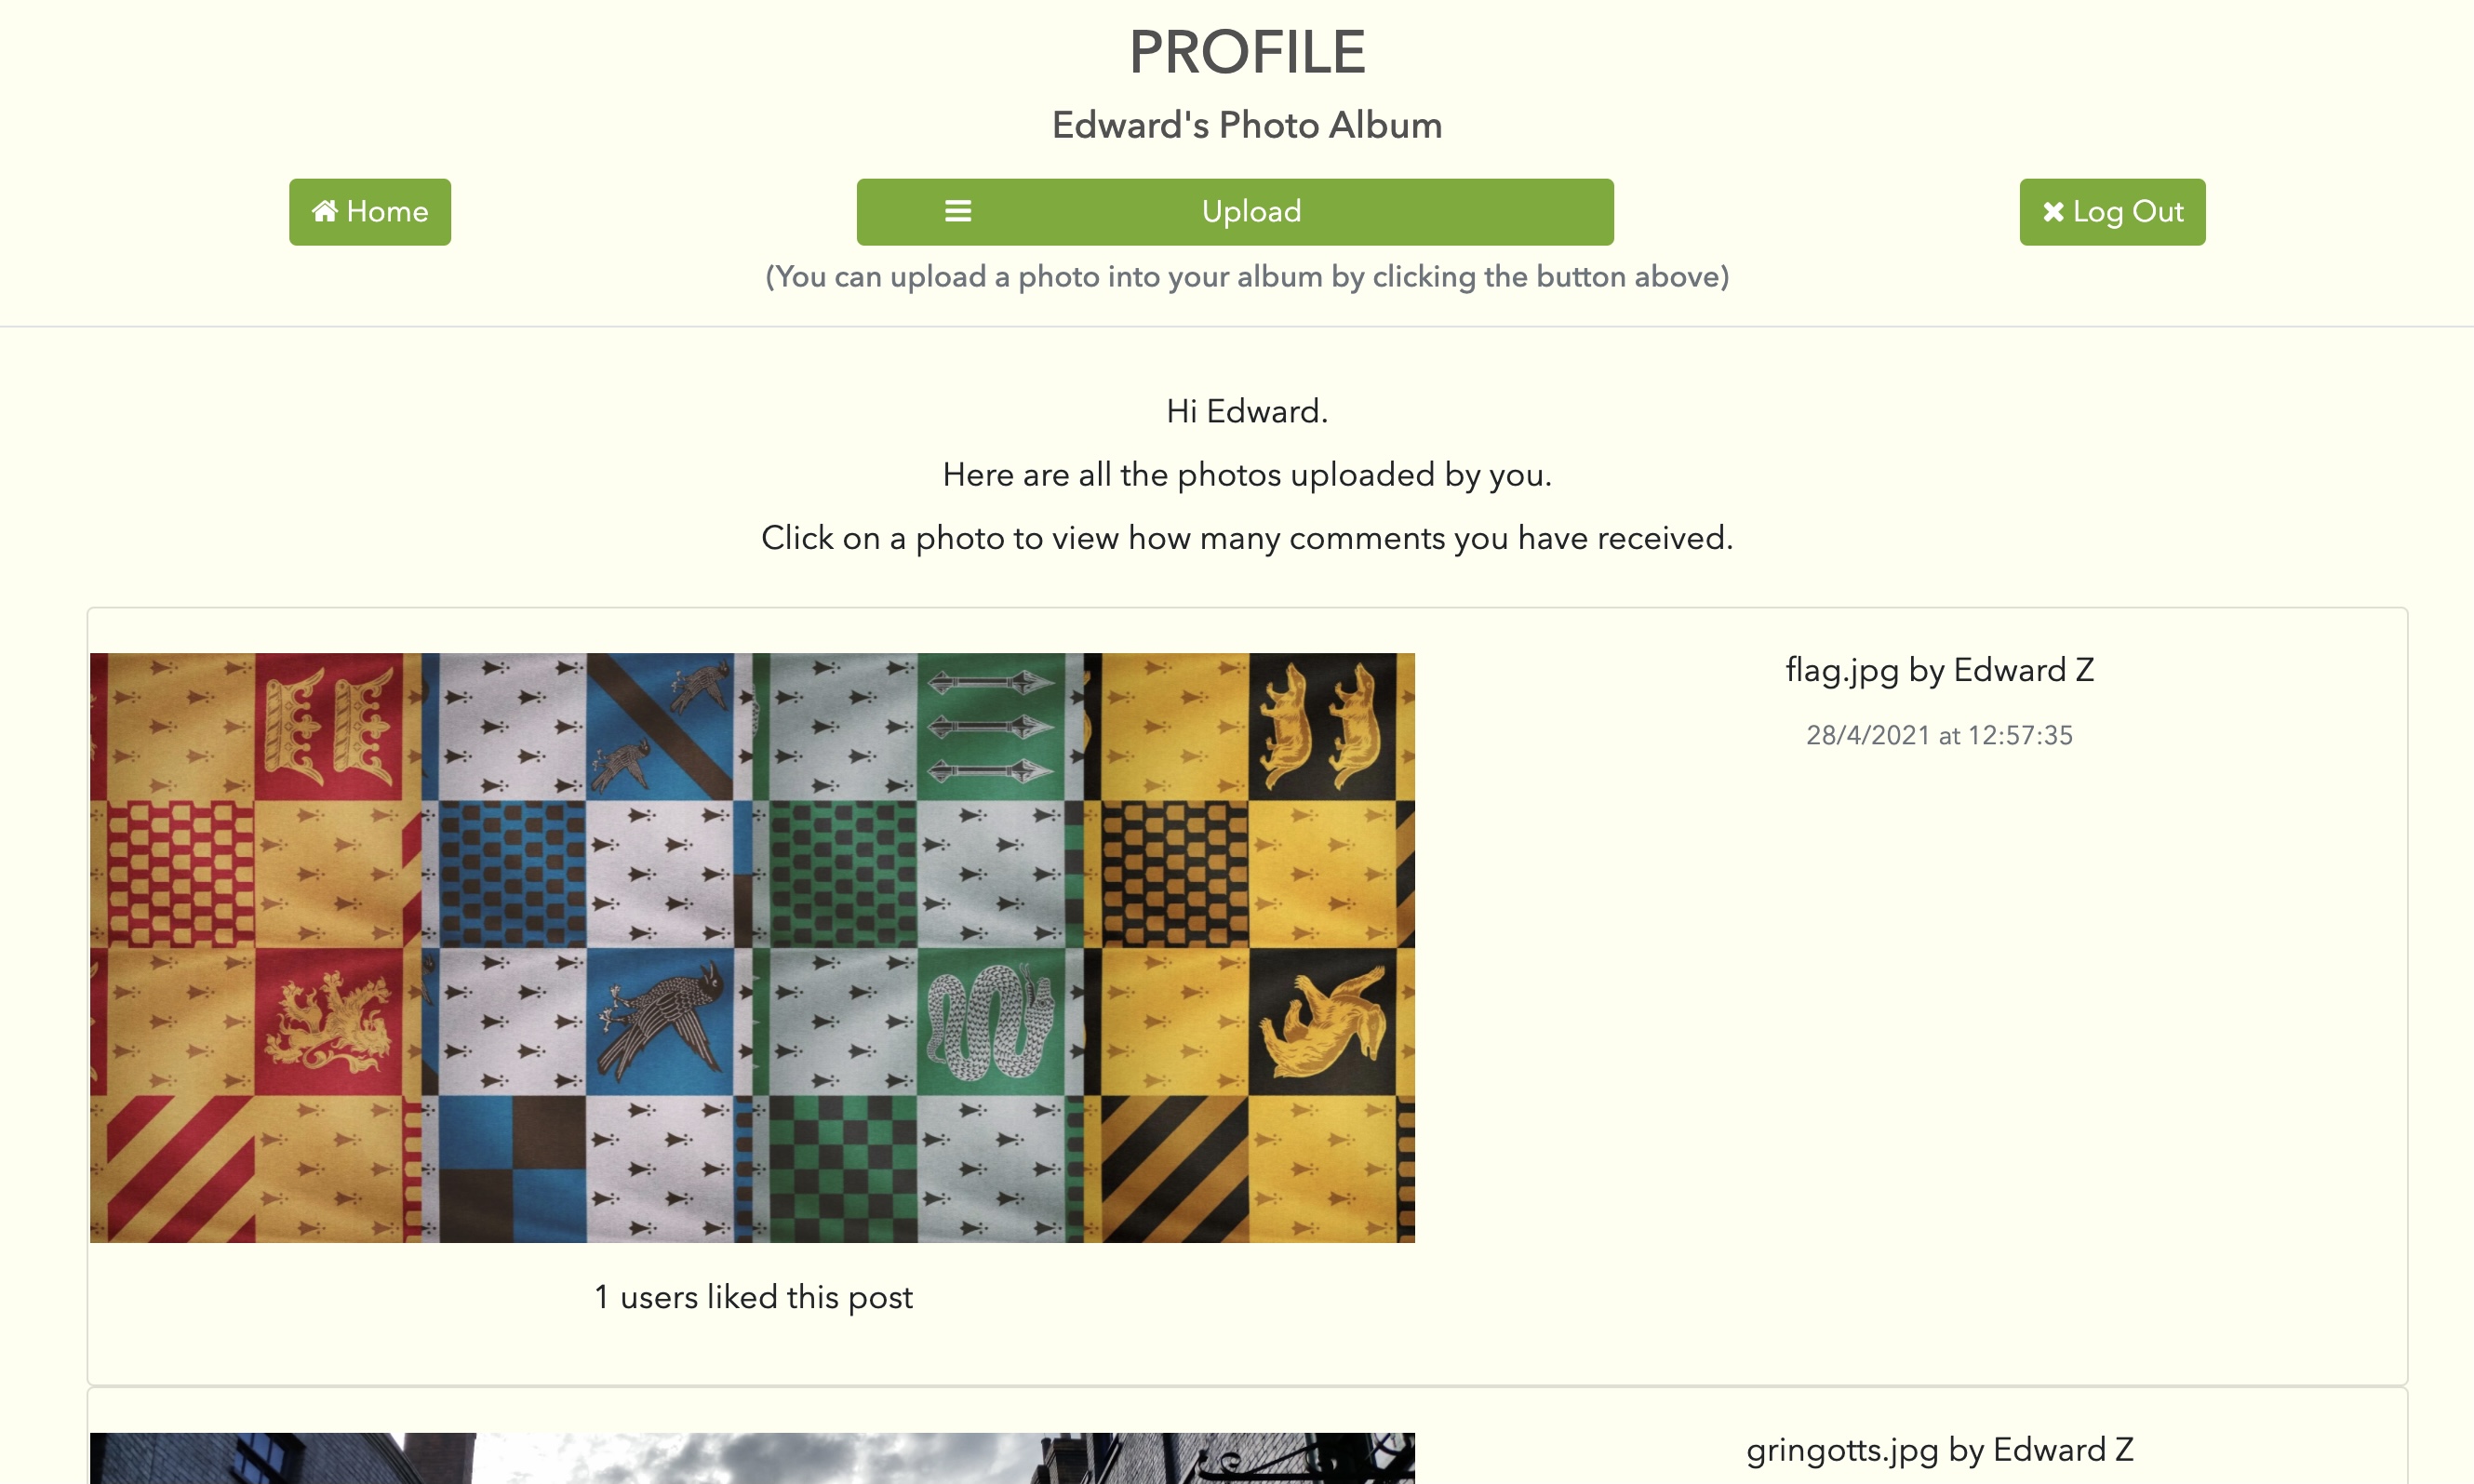 PROFILE
Edward's Photo Album
Home
Upload
Log Out
(You can upload a photo into your album by clicking the button above)
Hi Edward.
Here are all the photos uploaded by you.
Click on a photo to view how many comments you have received.
flag.jpg by Edward Z
28/4/2021 at 12:57:35
1 users liked this post
gringotts.jpg by Edward Z